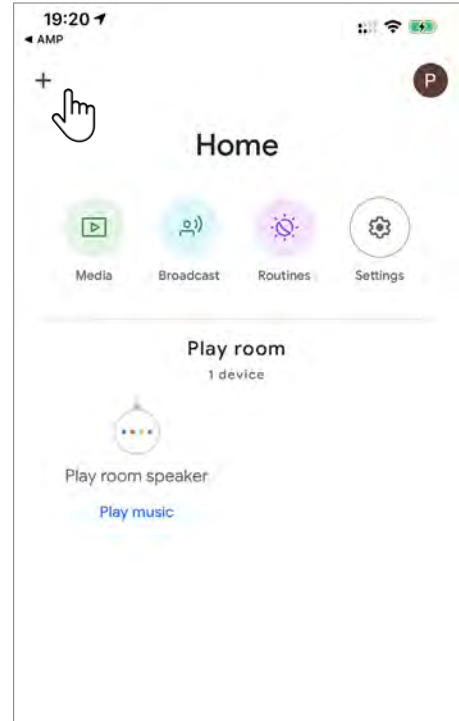 19:20
◀ AMP
+
P
Home
Media Broadcast Routines Settings
Play room
1 device
Play room speaker
Play music